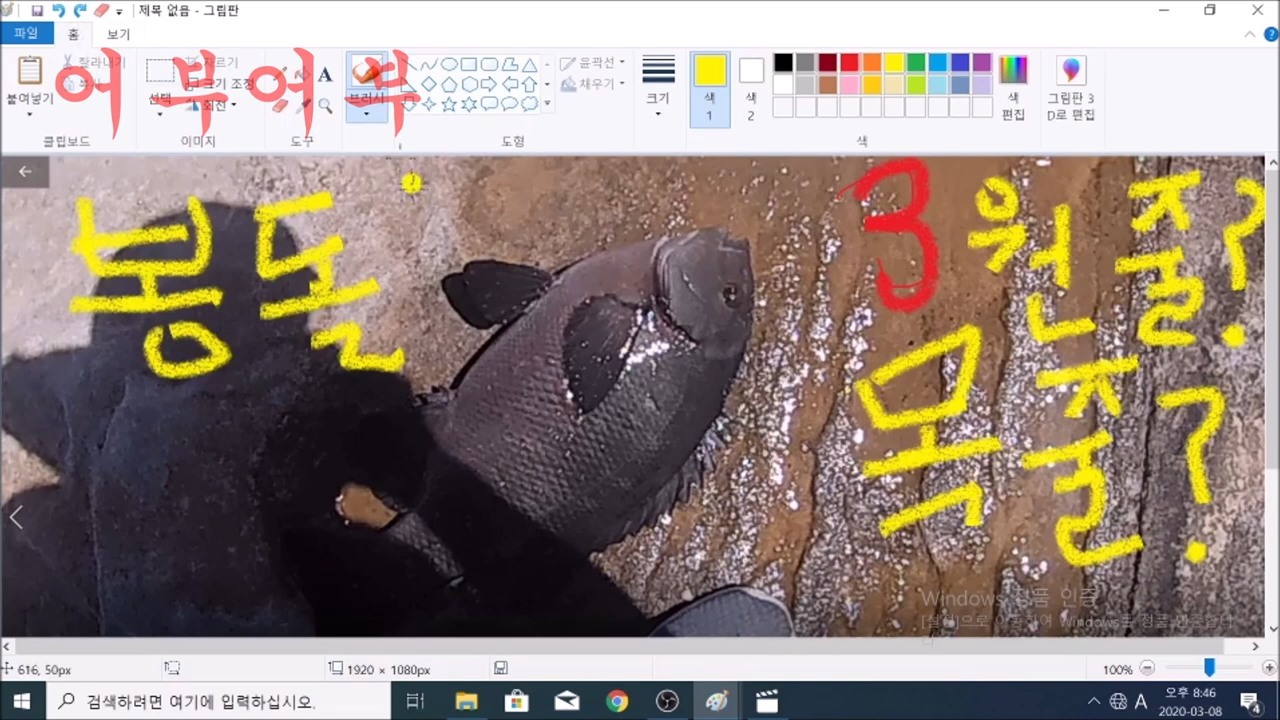 제목 없음 - 그림판
파일 홈 보기
어부여부
붙여넣기 잘라내기
선택 자르기
크기 조정
회전
브러시
윤곽선
채우기
크기
색 1
색 2
색 편집
그림판 3D로 편집
클립보드 이미지 도구 도형 색
봉돌
3 원줄?
목줄?
Windows 정품 인증
616, 50px
1920 × 1080px
100%
검색하려면 여기에 입력하십시오.
오후 8:46
2020-03-08
4